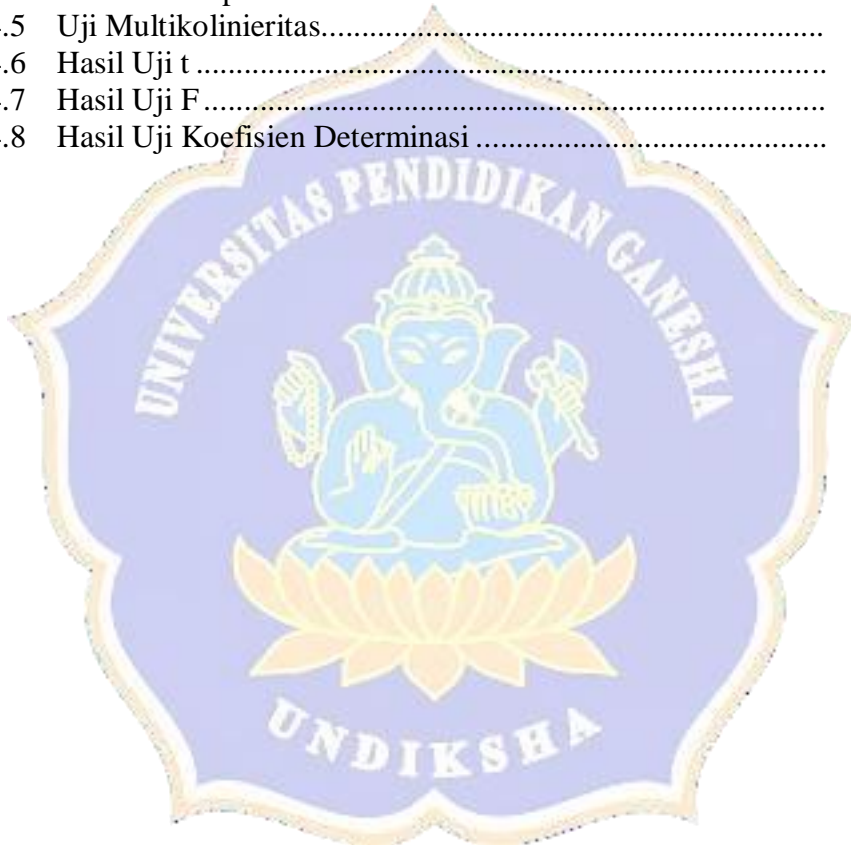 .5 Uji Multikolinieritas................................................................
.6 Hasil Uji t ................................................................................
.7 Hasil Uji F...............................................................................
.8 Hasil Uji Koefisien Determinasi ............................................
UNIVERSITAS PENDIDIKAN GANESHA
UNDIKSHA